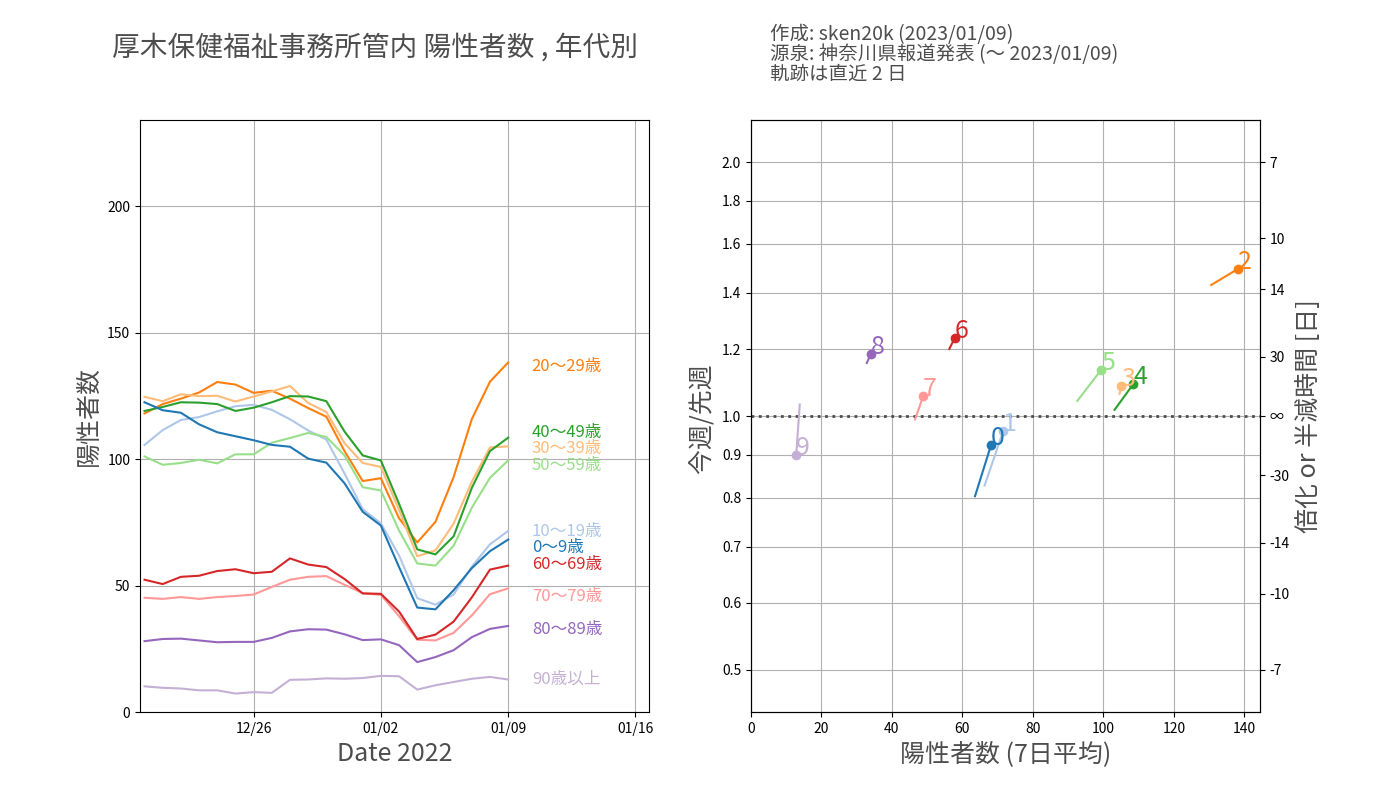 厚木保健福祉事務所管内 陽性者数 , 年代別
作成: sken20k (2023/01/09)
源泉: 神奈川県報道発表 (〜 2023/01/09)
軌跡は直近 2 日
陽性者数
200
150
100
50
0
12/26
01/02
01/09
01/16
Date 2022
20〜29歳
40〜49歳
30〜39歳
50〜59歳
10〜19歳
0〜9歳
60〜69歳
70〜79歳
80〜89歳
90歳以上
今週/先週
2.0
1.8
1.6
1.4
1.2
1.0
0.9
0.8
0.7
0.6
0.5
0
20
40
60
80
100
120
140
陽性者数 (7日平均)
2
6
8
5
3
4
7
1
0
9
7
10
14
30
∞
-30
-14
-10
-7
倍化 or 半減時間 [日]